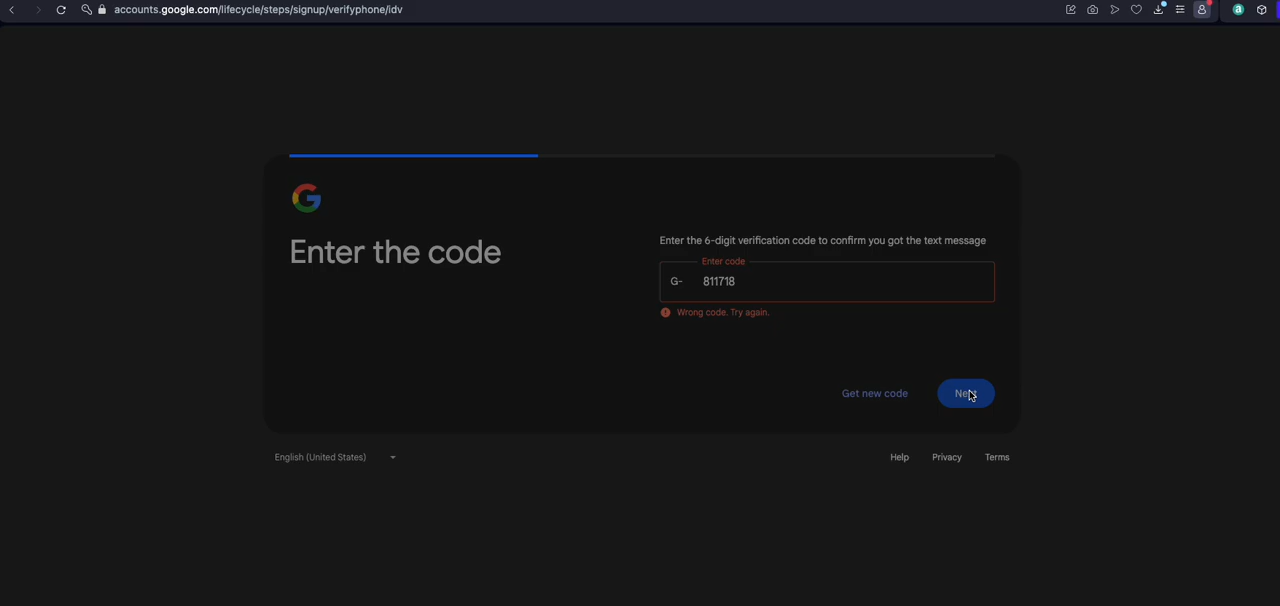 accounts.google.com/lifecycle/steps/signup/verifyphone/idv
a
Enter the code
Enter the 6-digit verification code to confirm you got the text message
Enter code
G- 811718
! Wrong code. Try again.
Get new code
Next
English (United States)
Help Privacy Terms